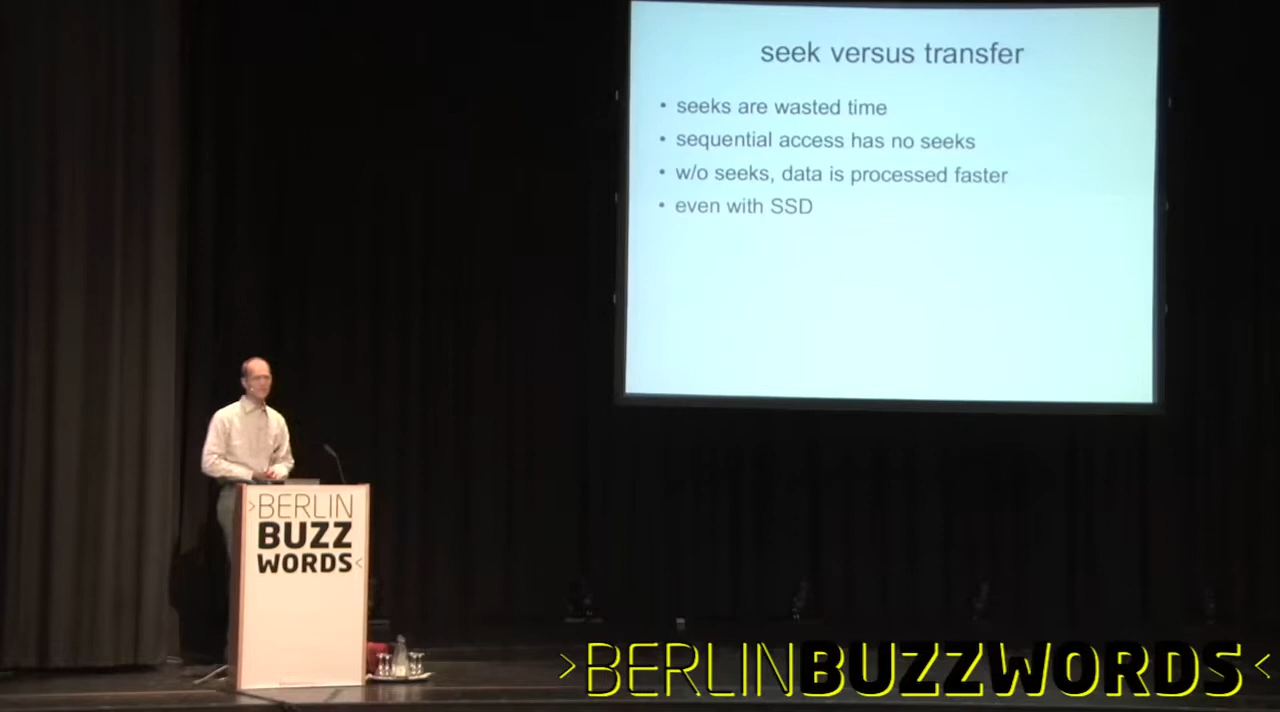 seek versus transfer
• seeks are wasted time
• sequential access has no seeks
• w/o seeks, data is processed faster
• even with SSD
>BERLIN
BUZZ
WORDS<
>BERLINBUZZWORDS<